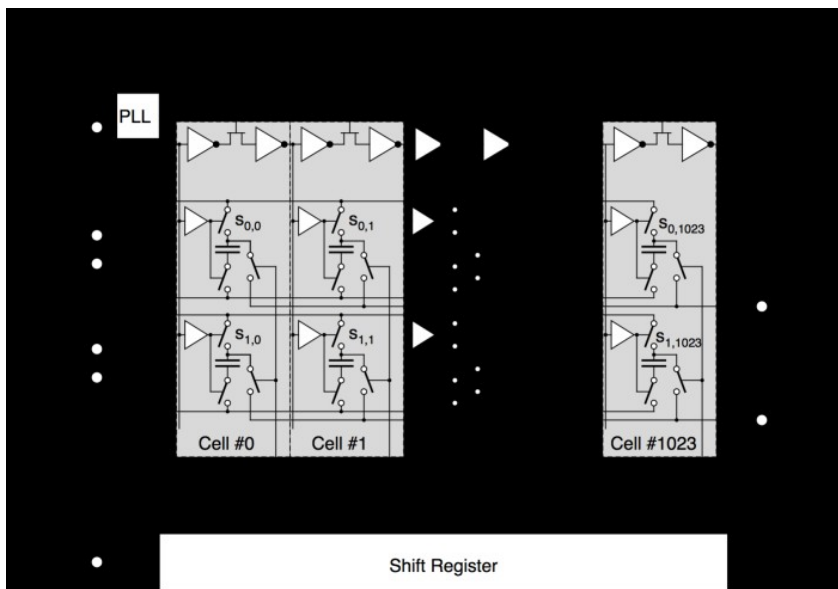 PLL
S0,0
S0,1
S0,1023
S1,0
S1,1
S1,1023
Cell #0
Cell #1
Cell #1023
Shift Register